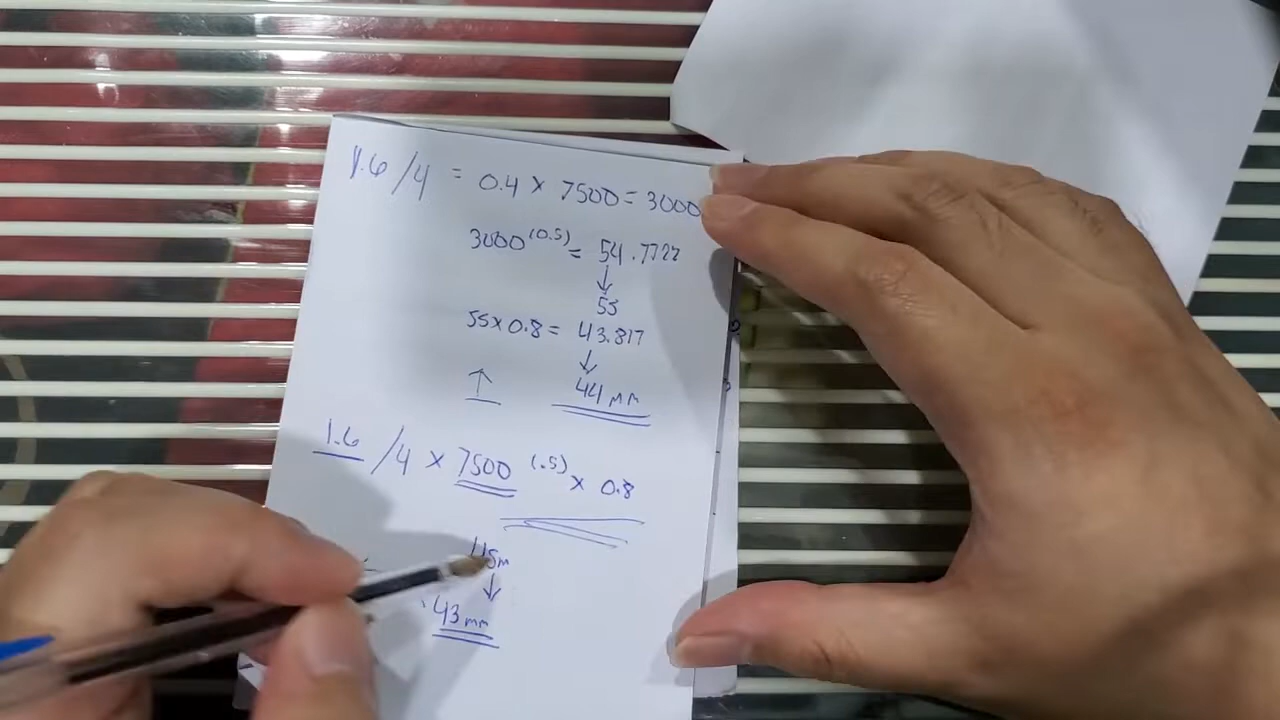 1.6 /4 = 0.4 x 7500 = 3000
3000 (0.5) = 54.7722
↓
55
55 x 0.8 = 43.817
↓
↑ 44 mm
1.6 /4 x 7500 (.5) x 0.8
↓
43 mm